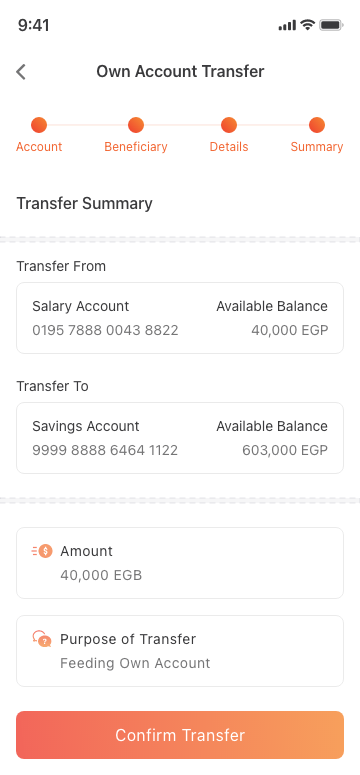 9:41
Own Account Transfer
Account Beneficiary Details Summary
Transfer Summary
Transfer From
Salary Account Available Balance
0195 7888 0043 8822 40,000 EGP
Transfer To
Savings Account Available Balance
9999 8888 6464 1122 603,000 EGP
$ Amount
40,000 EGB
? Purpose of Transfer
Feeding Own Account
Confirm Transfer